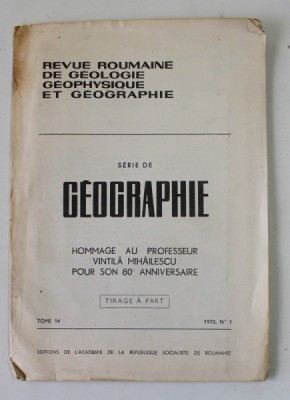 REVUE ROUMAINE
DE GÉOLOGIE
GÉOPHYSIQUE
ET GÉOGRAPHIE
SÉRIE DE
GÉOGRAPHIE
HOMMAGE AU PROFESSEUR
VINTILĂ MIHĂILESCU
POUR SON 80e ANNIVERSAIRE
TIRAGE À PART
TOME 14
1970, N° 1
EDITIONS DE L'ACADÉMIE DE LA RÉPUBLIQUE SOCIALISTE DE ROUMANIE